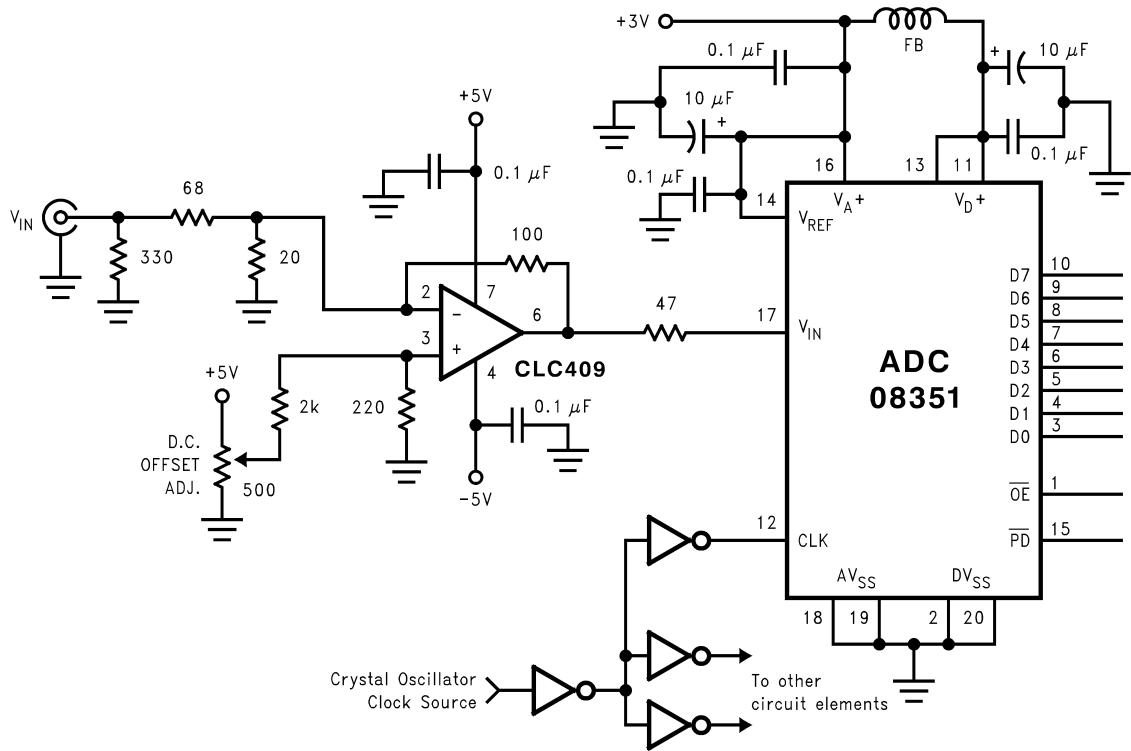 +3V
FB
0.1 µF
+ 10 µF
10 µF
+
+5V
0.1 µF
0.1 µF
0.1 µF
16
13
11
V_A+
V_D+
14
V_REF
68
V_IN
330
20
100
2
7
−
6
47
17
V_IN
3
+
4
CLC409
ADC
08351
D7 10
D6 9
D5 8
D4 7
D3 6
D2 5
D1 4
D0 3
+5V
2k
220
0.1 µF
D.C.
OFFSET
ADJ.
500
−5V
O̅E̅ 1
12
CLK
P̅D̅ 15
AV_SS
DV_SS
18
19
2
20
Crystal Oscillator
Clock Source
To other
circuit elements